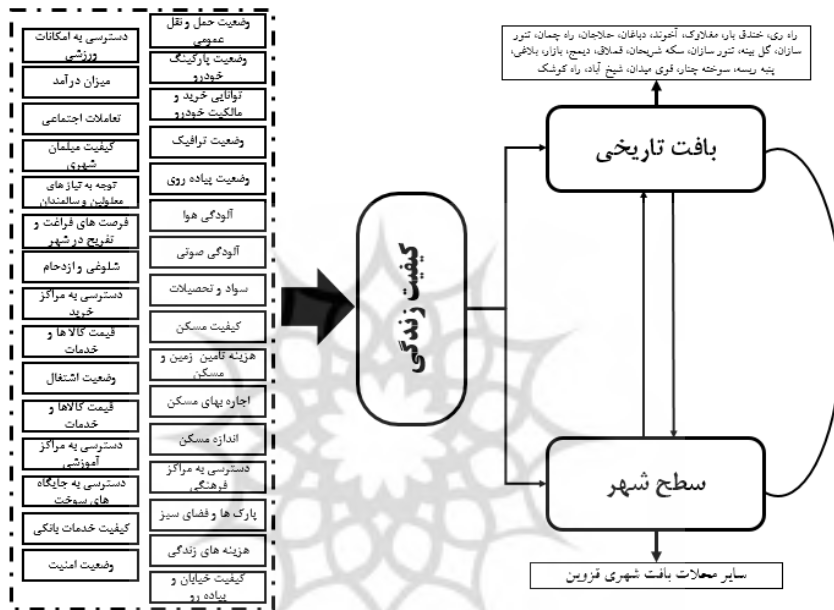 وضعیت حمل و نقل
عمومی
وضعیت پارکینگ
خودرو
توانایی خرید و
مالکیت خودرو
وضعیت ترافیک
وضعیت پیاده روی
آلودگی هوا
آلودگی صوتی
سواد و تحصیلات
کیفیت مسکن
هزینه تامین زمین و
مسکن
اجاره بهای مسکن
اندازه مسکن
دسترسی به مراکز
فرهنگی
پارک ها و فضای سبز
هزینه های زندگی
کیفیت خیابان و
پیاده رو
دسترسی به امکانات
ورزشی
میزان درآمد
تعاملات اجتماعی
کیفیت مبلمان
شهری
توجه به نیاز های
معلولین و سالمندان
فرصت های فراغت و
تفریح در شهر
شلوغی و ازدحام
دسترسی به مراکز
خرید
قیمت کالا ها و
خدمات
وضعیت اشتغال
قیمت کالاها و
خدمات
دسترسی به مراکز
آموزشی
دسترسی به جایگاه
های سوخت
کیفیت خدمات بانکی
وضعیت امنیت
کیفیت زندگی
راه ری، خندق بار، مغلاوک، آخوند، دباغان، حلاجان، راه چمان، تنور
سازان، گل بینه، تنور سازان، سکه شریحان، قملاق، دیمج، بازار، بلاغی،
پنبه ریسه، سوخته چنار، قوی میدان، شیخ آباد، راه کوشک
بافت تاریخی
سطح شهر
سایر محلات بافت شهری قزوین